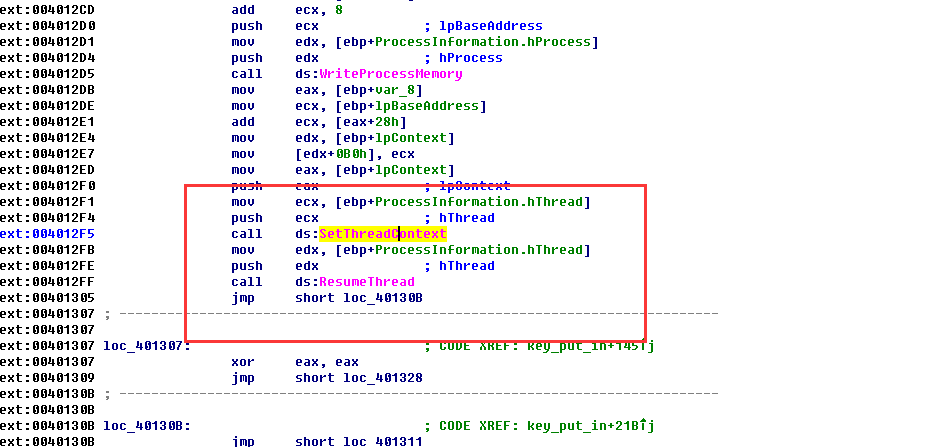 ext:004012CD add ecx, 8
ext:004012D0 push ecx ; lpBaseAddress
ext:004012D1 mov edx, [ebp+ProcessInformation.hProcess]
ext:004012D4 push edx ; hProcess
ext:004012D5 call ds:WriteProcessMemory
ext:004012DB mov eax, [ebp+var_8]
ext:004012DE mov ecx, [ebp+lpBaseAddress]
ext:004012E1 add ecx, [eax+28h]
ext:004012E4 mov edx, [ebp+lpContext]
ext:004012E7 mov [edx+0B0h], ecx
ext:004012ED mov eax, [ebp+lpContext]
ext:004012F0 push eax ; lpContext
ext:004012F1 mov ecx, [ebp+ProcessInformation.hThread]
ext:004012F4 push ecx ; hThread
ext:004012F5 call ds:SetThreadContext
ext:004012FB mov edx, [ebp+ProcessInformation.hThread]
ext:004012FE push edx ; hThread
ext:004012FF call ds:ResumeThread
ext:00401305 jmp short loc_40130B
ext:00401307 ; ---------------------------------------------------------------------------
ext:00401307
ext:00401307 loc_401307: ; CODE XREF: key_put_in+145↑j
ext:00401307 xor eax, eax
ext:00401309 jmp short loc_401328
ext:0040130B ; ---------------------------------------------------------------------------
ext:0040130B
ext:0040130B loc_40130B: ; CODE XREF: key_put_in+21B↑j
ext:0040130B jmp short loc_401311